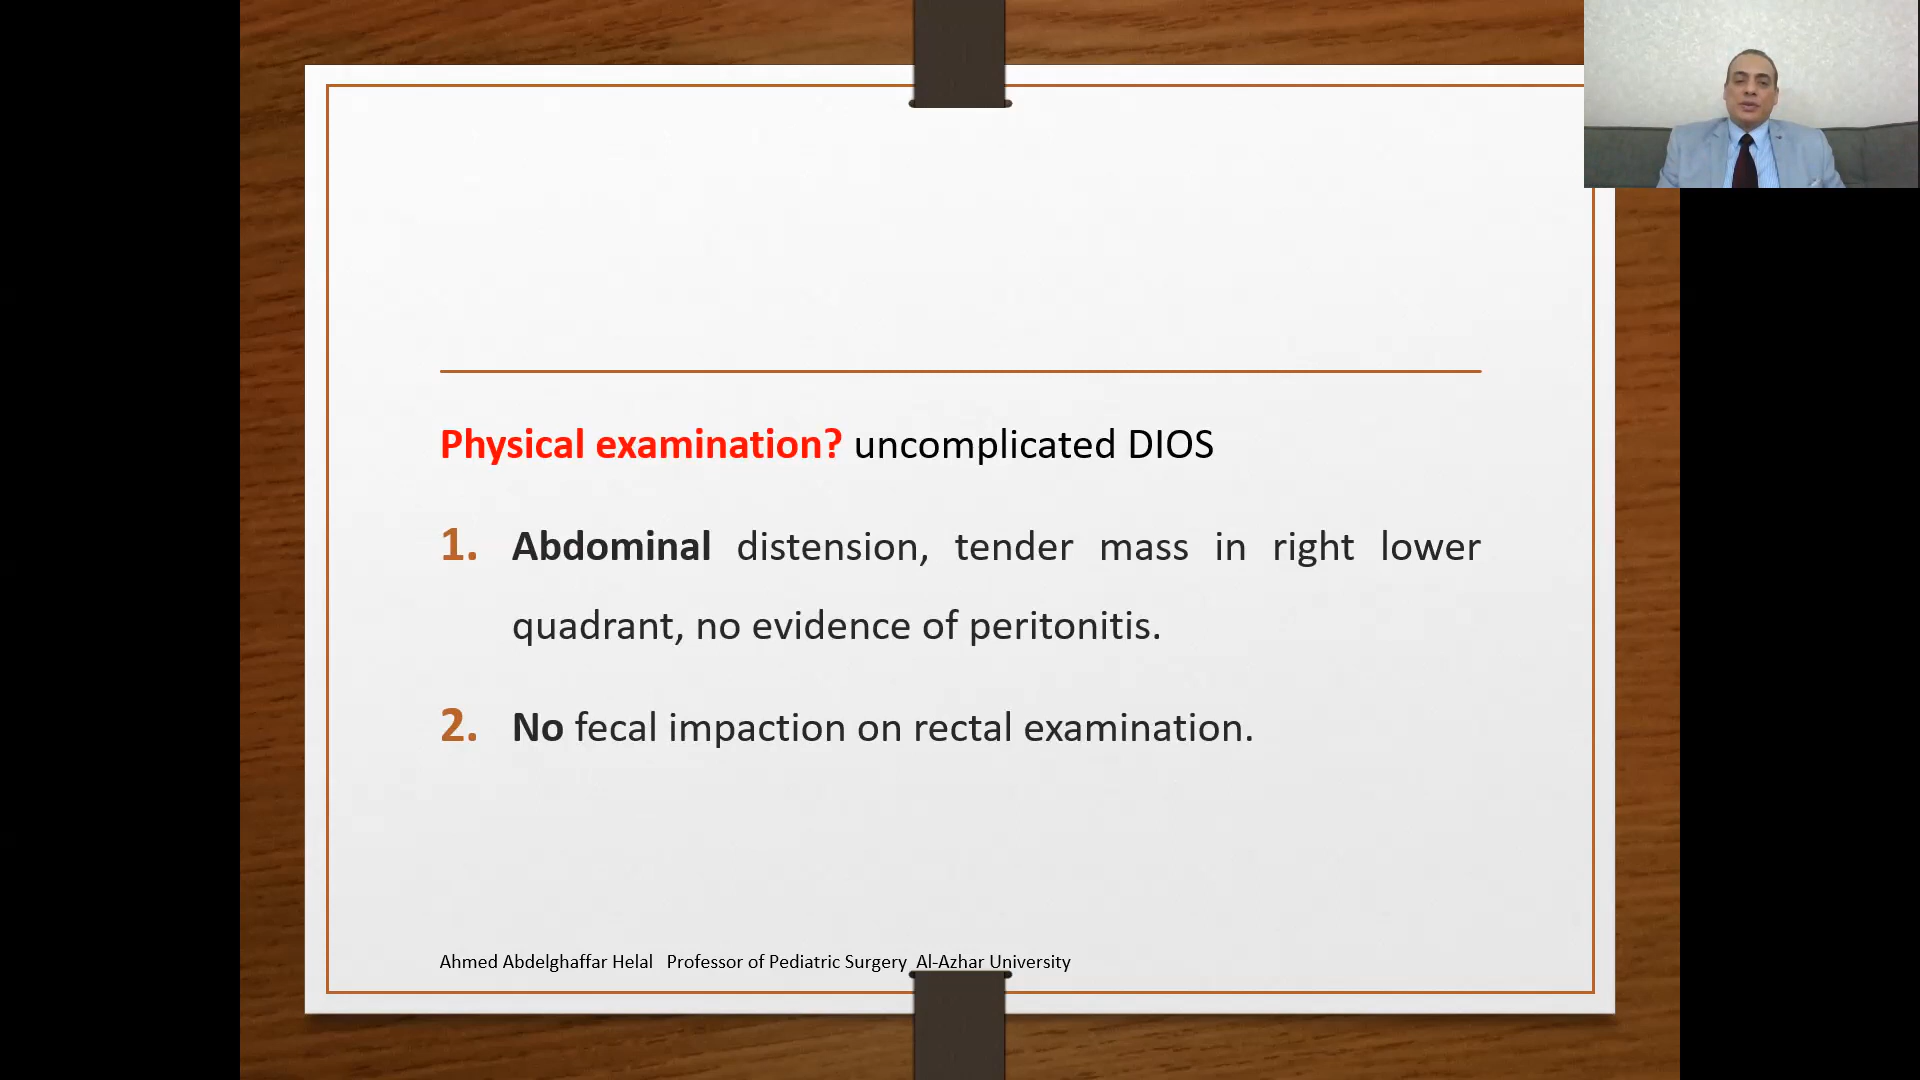 Physical examination? uncomplicated DIOS
1. Abdominal distension, tender mass in right lower
quadrant, no evidence of peritonitis.
2. No fecal impaction on rectal examination.
Ahmed Abdelghaffar Helal Professor of Pediatric Surgery Al-Azhar University